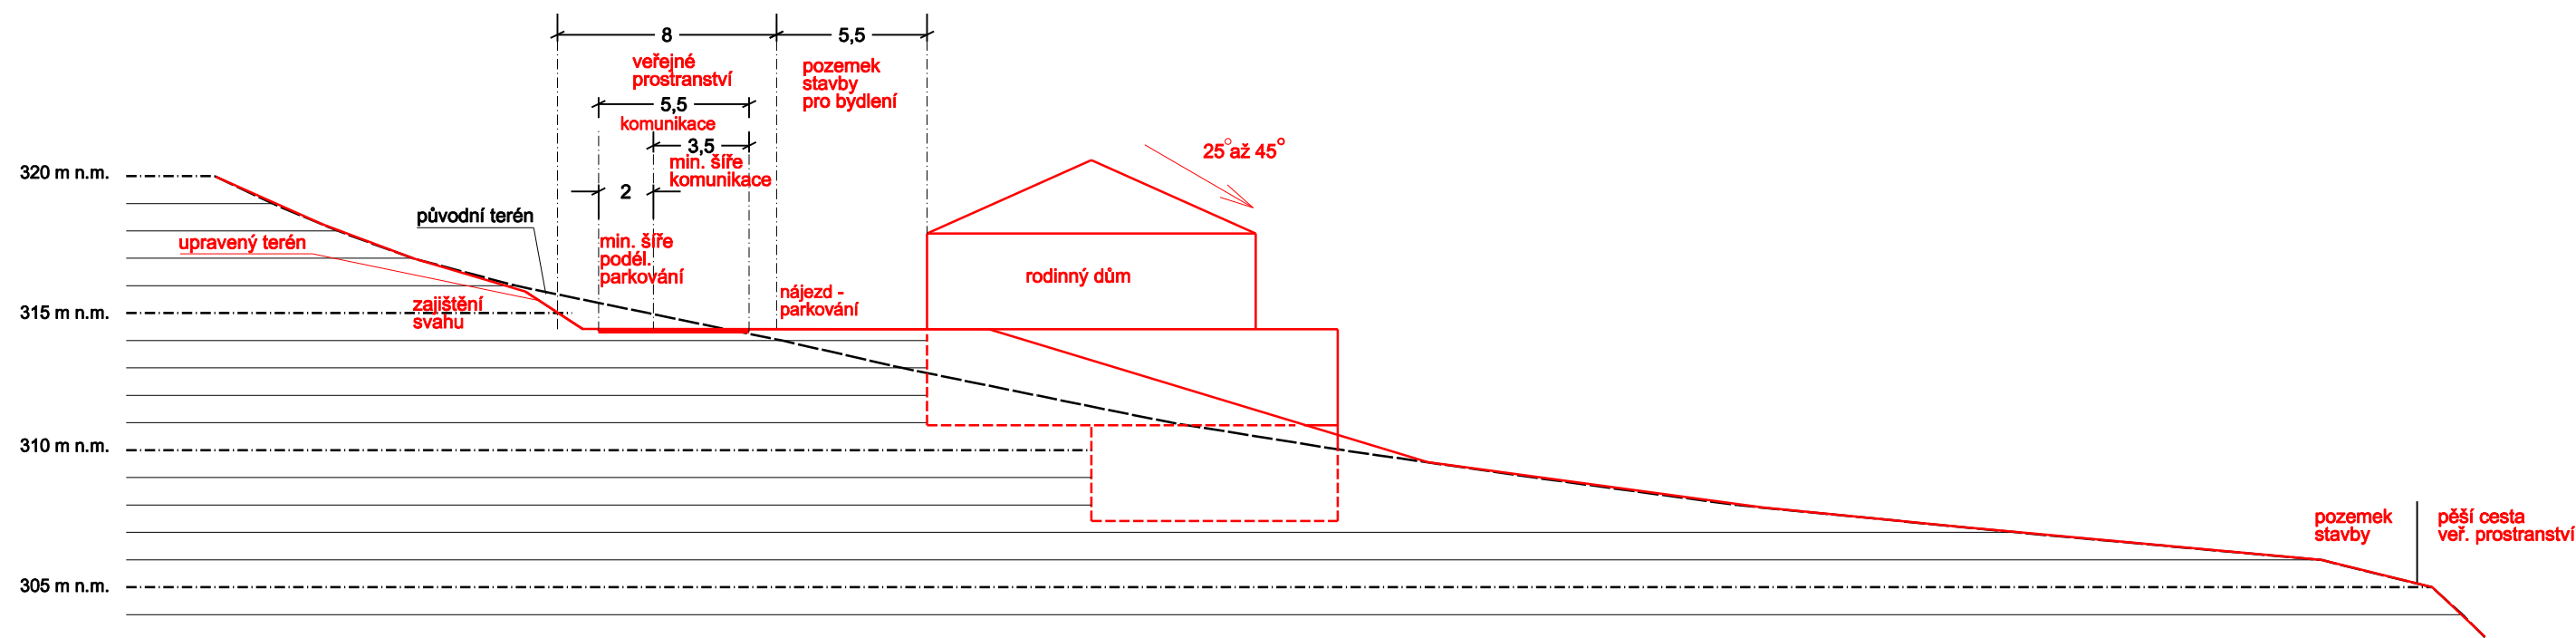 8
5,5
veřejné
prostranství
pozemek
stavby
pro bydlení
5,5
komunikace
3,5
min. šíře
komunikace
25° až 45°
320 m n.m.
2
původní terén
upravený terén
min. šíře
podél.
parkování
rodinný dům
nájezd -
parkování
zajištění
svahu
315 m n.m.
310 m n.m.
pozemek
stavby
pěší cesta
veř. prostranství
305 m n.m.